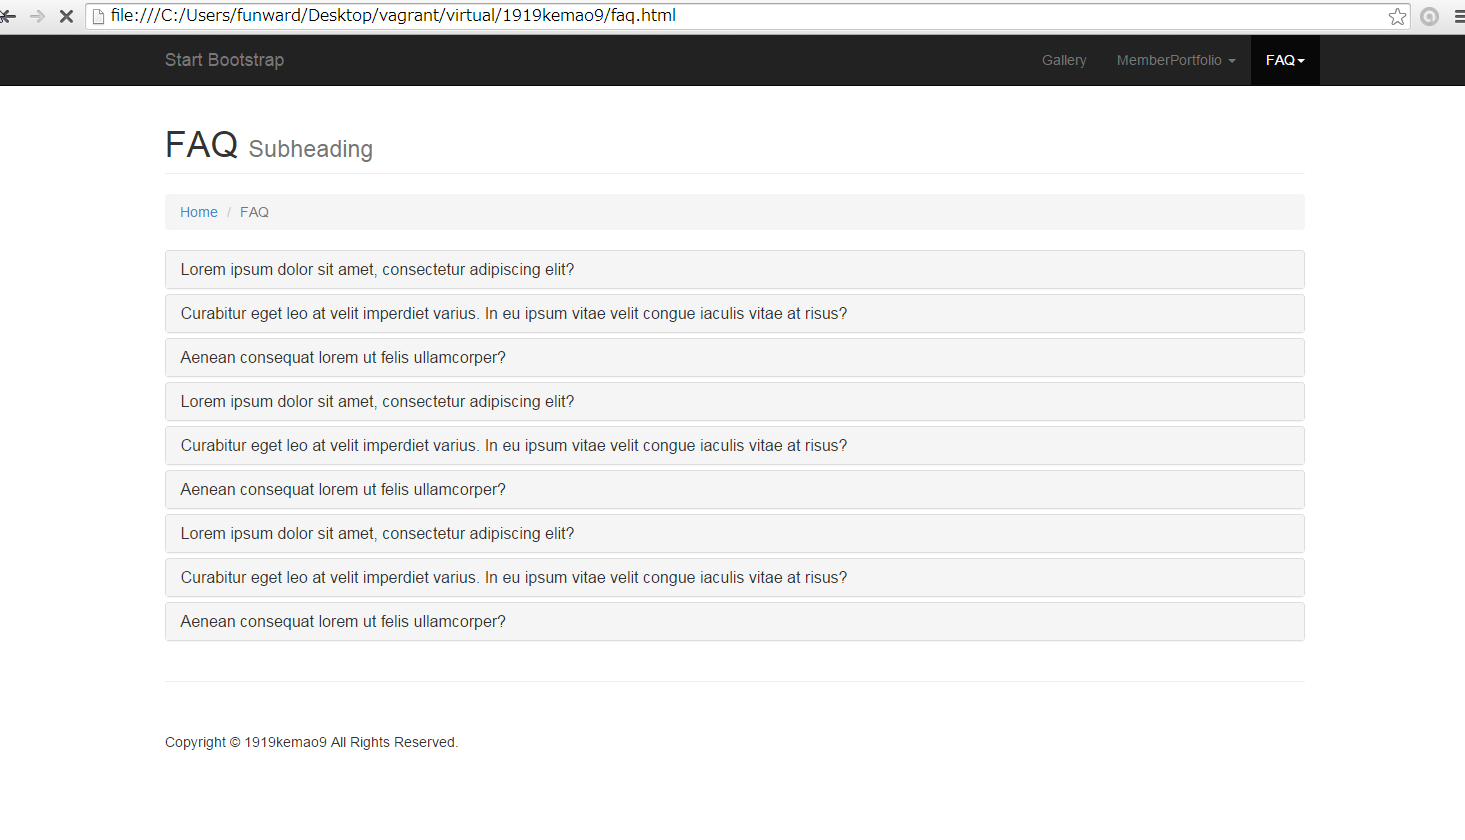 file:///C:/Users/funward/Desktop/vagrant/virtual/1919kemao9/faq.html
Start Bootstrap Gallery MemberPortfolio FAQ
FAQ Subheading
Home / FAQ
Lorem ipsum dolor sit amet, consectetur adipiscing elit?
Curabitur eget leo at velit imperdiet varius. In eu ipsum vitae velit congue iaculis vitae at risus?
Aenean consequat lorem ut felis ullamcorper?
Lorem ipsum dolor sit amet, consectetur adipiscing elit?
Curabitur eget leo at velit imperdiet varius. In eu ipsum vitae velit congue iaculis vitae at risus?
Aenean consequat lorem ut felis ullamcorper?
Lorem ipsum dolor sit amet, consectetur adipiscing elit?
Curabitur eget leo at velit imperdiet varius. In eu ipsum vitae velit congue iaculis vitae at risus?
Aenean consequat lorem ut felis ullamcorper?
Copyright © 1919kemao9 All Rights Reserved.